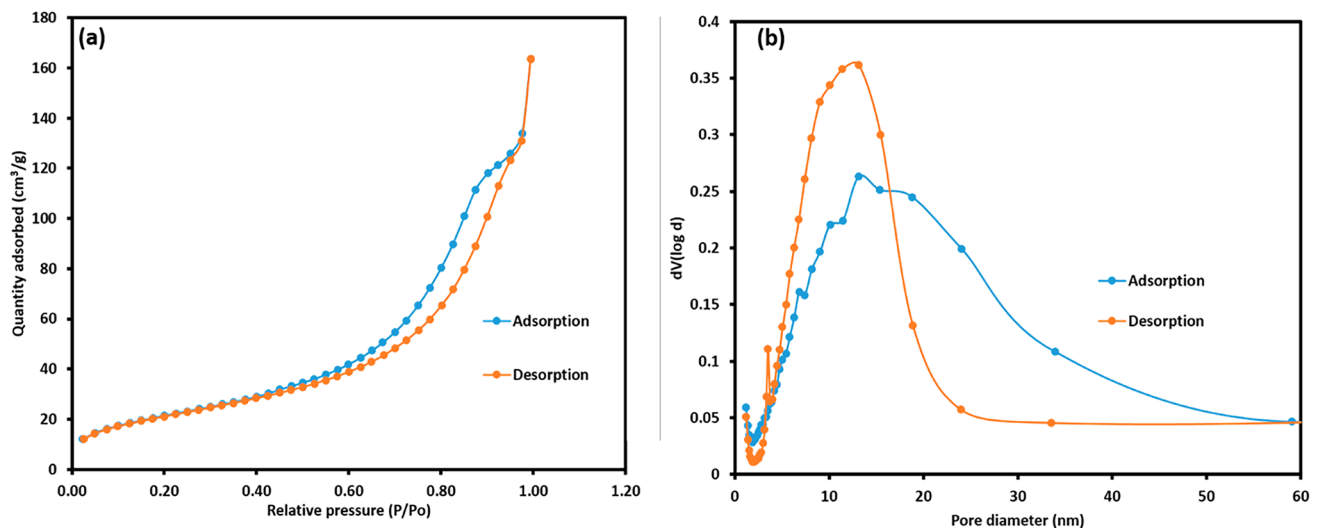 (a)
180
160
140
120
100
80
60
40
20
0
Quantity adsorbed (cm³/g)
Adsorption
Desorption
0.00 0.20 0.40 0.60 0.80 1.00 1.20
Relative pressure (P/Po)
(b)
0.4
0.35
0.3
0.25
0.2
0.15
0.1
0.05
0
dV(log d)
Adsorption
Desorption
0 10 20 30 40 50 60
Pore diameter (nm)